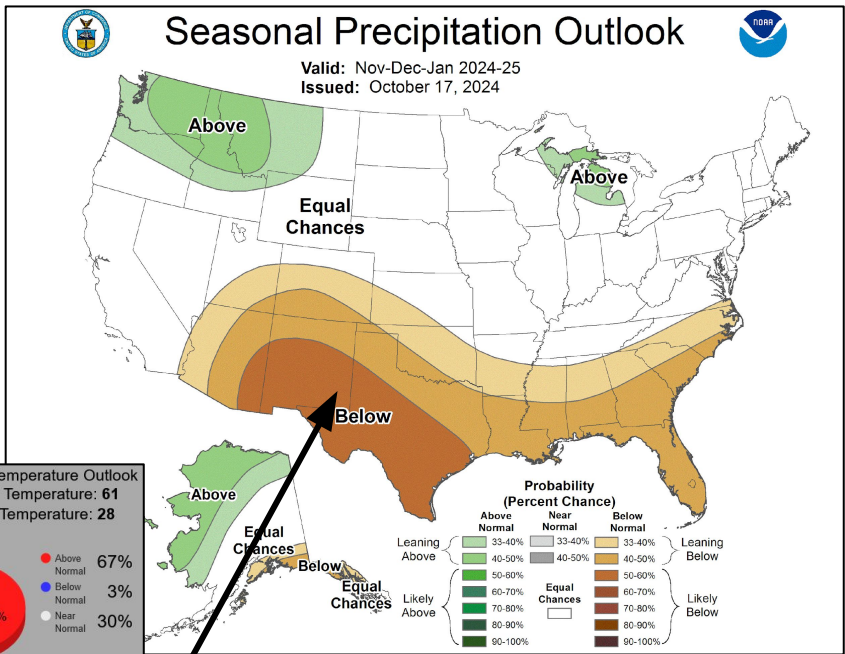 Seasonal Precipitation Outlook
NOAA
Valid: Nov-Dec-Jan 2024-25
Issued: October 17, 2024
Above
Above
Equal
Chances
Below
Above
Equal
Chances
Below
Equal
Chances
emperature Outlook
Temperature: 61
Temperature: 28
Above
Normal 67%
Below
Normal 3%
Near
Normal 30%
%
Probability
(Percent Chance)
Above
Normal
Near
Normal
Below
Normal
Leaning
Above
33-40%
40-50%
33-40%
40-50%
33-40%
40-50%
Leaning
Below
Likely
Above
50-60%
60-70%
70-80%
80-90%
90-100%
Equal
Chances
50-60%
60-70%
70-80%
80-90%
90-100%
Likely
Below